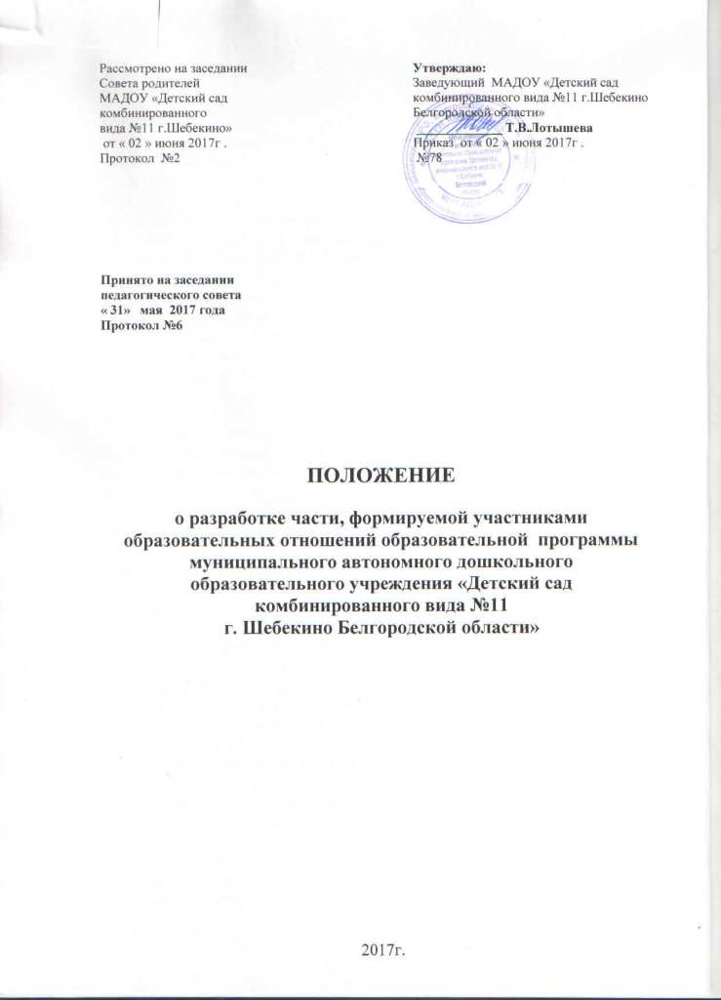 Рассмотрено на заседании
Совета родителей
МАДОУ «Детский сад
комбинированного
вида №11 г.Шебекино»
от « 02 » июня 2017г .
Протокол №2
Утверждаю:
Заведующий МАДОУ «Детский сад
комбинированного вида №11 г.Шебекино
Белгородской области»
Т.В.Лотышева
Приказ от « 02 » июня 2017г .
№78
Принято на заседании
педагогического совета
« 31» мая 2017 года
Протокол №6
ПОЛОЖЕНИЕ
о разработке части, формируемой участниками
образовательных отношений образовательной программы
муниципального автономного дошкольного
образовательного учреждения «Детский сад
комбинированного вида №11
г. Шебекино Белгородской области»
2017г.